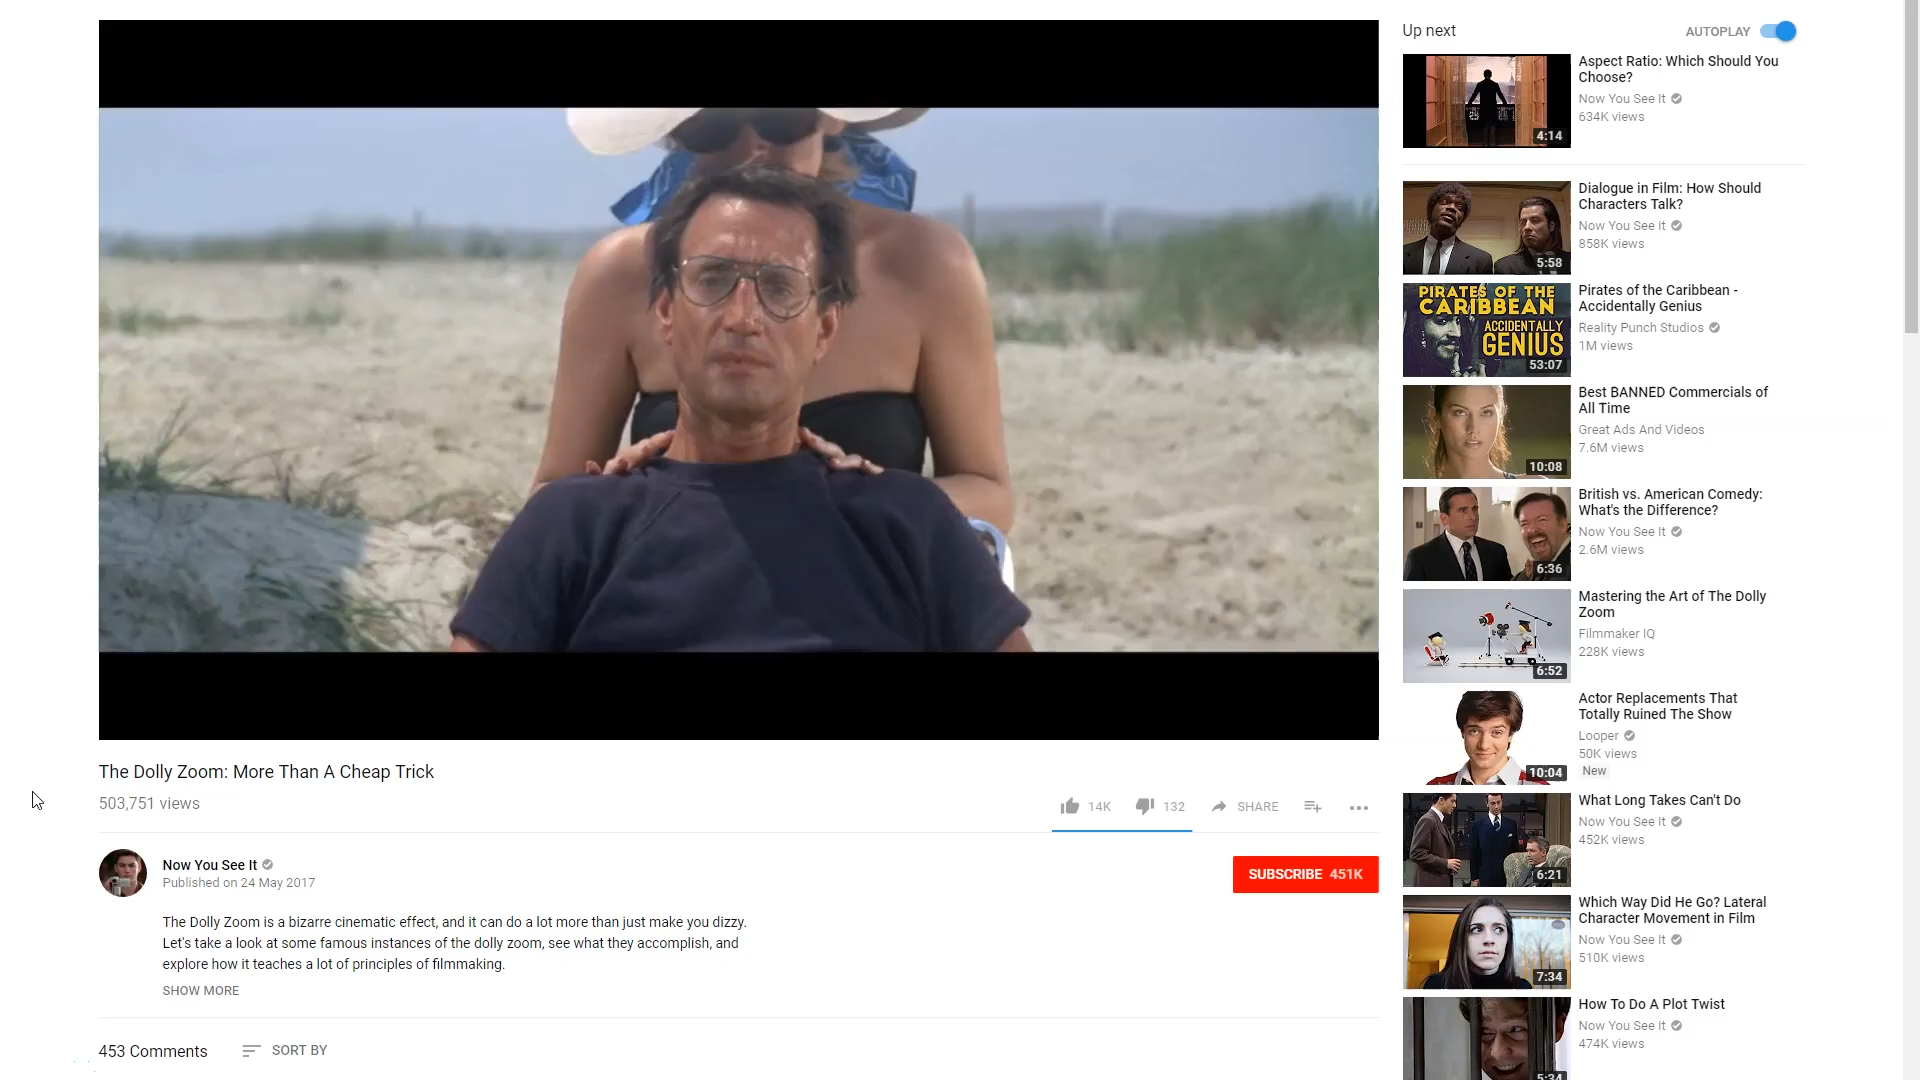 Up next
AUTOPLAY
Aspect Ratio: Which Should You
Choose?
Now You See It
634K views
4:14
Dialogue in Film: How Should
Characters Talk?
Now You See It
858K views
5:58
PIRATES OF THE
CARIBBEAN
ACCIDENTALLY
GENIUS
53:07
Pirates of the Caribbean -
Accidentally Genius
Reality Punch Studios
1M views
Best BANNED Commercials of
All Time
Great Ads And Videos
7.6M views
10:08
British vs. American Comedy:
What's the Difference?
Now You See It
2.6M views
6:36
Mastering the Art of The Dolly
Zoom
Filmmaker IQ
228K views
6:52
Actor Replacements That
Totally Ruined The Show
Looper
50K views
New
10:04
What Long Takes Can't Do
Now You See It
452K views
6:21
Which Way Did He Go? Lateral
Character Movement in Film
Now You See It
510K views
7:34
How To Do A Plot Twist
Now You See It
474K views
5:34
The Dolly Zoom: More Than A Cheap Trick
503,751 views
14K
132
SHARE
Now You See It
Published on 24 May 2017
SUBSCRIBE 451K
The Dolly Zoom is a bizarre cinematic effect, and it can do a lot more than just make you dizzy.
Let's take a look at some famous instances of the dolly zoom, see what they accomplish, and
explore how it teaches a lot of principles of filmmaking.
SHOW MORE
453 Comments
SORT BY